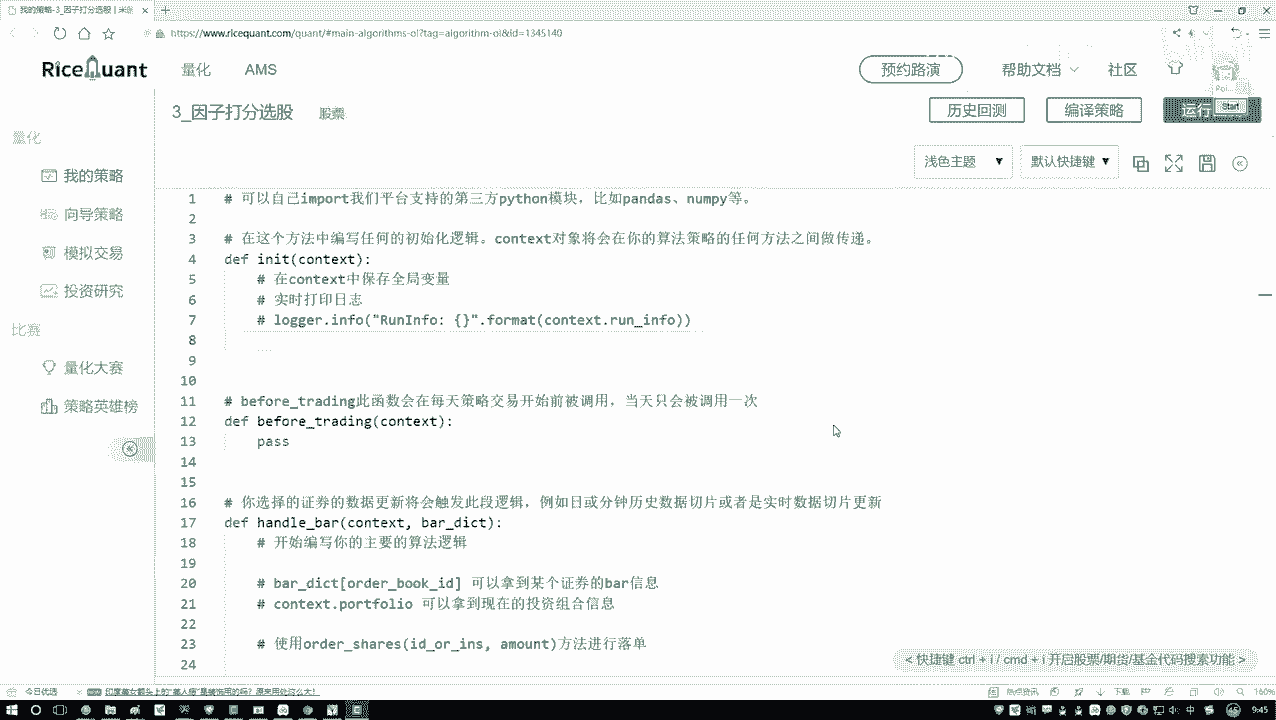 我的策略-3_因子打分选股 | 米筐
https://www.ricequant.com/quant/#main-algorithms-ol?tag=algorithm-ol&id=1345140
RiceQuant 量化 AMS 预约路演 帮助文档 社区
Poi...
3_因子打分选股 股票 历史回测 编译策略 运行 Start
浅色主题 默认快捷键
量化
我的策略
向导策略
模拟交易
投资研究
比赛
量化大赛
策略英雄榜
1 # 可以自己import我们平台支持的第三方python模块，比如pandas、numpy等。
2
3 # 在这个方法中编写任何的初始化逻辑。context对象将会在你的算法策略的任何方法之间做传递。
4 def init(context):
5 # 在context中保存全局变量
6 # 实时打印日志
7 # logger.info("RunInfo: {}".format(context.run_info))
8
9
10
11 # before_trading此函数会在每天策略交易开始前被调用，当天只会被调用一次
12 def before_trading(context):
13 pass
14
15
16 # 你选择的证券的数据更新将会触发此段逻辑，例如日或分钟历史数据切片或者是实时数据切片更新
17 def handle_bar(context, bar_dict):
18 # 开始编写你的主要的算法逻辑
19
20 # bar_dict[order_book_id] 可以拿到某个证券的bar信息
21 # context.portfolio 可以拿到现在的投资组合信息
22
23 # 使用order_shares(id_or_ins, amount)方法进行落单
24
< 快捷键 ctrl + i / cmd + i 开启股票/期货/基金代码搜索功能 >
今日优选
热点资讯 下载 160%
中 9:45